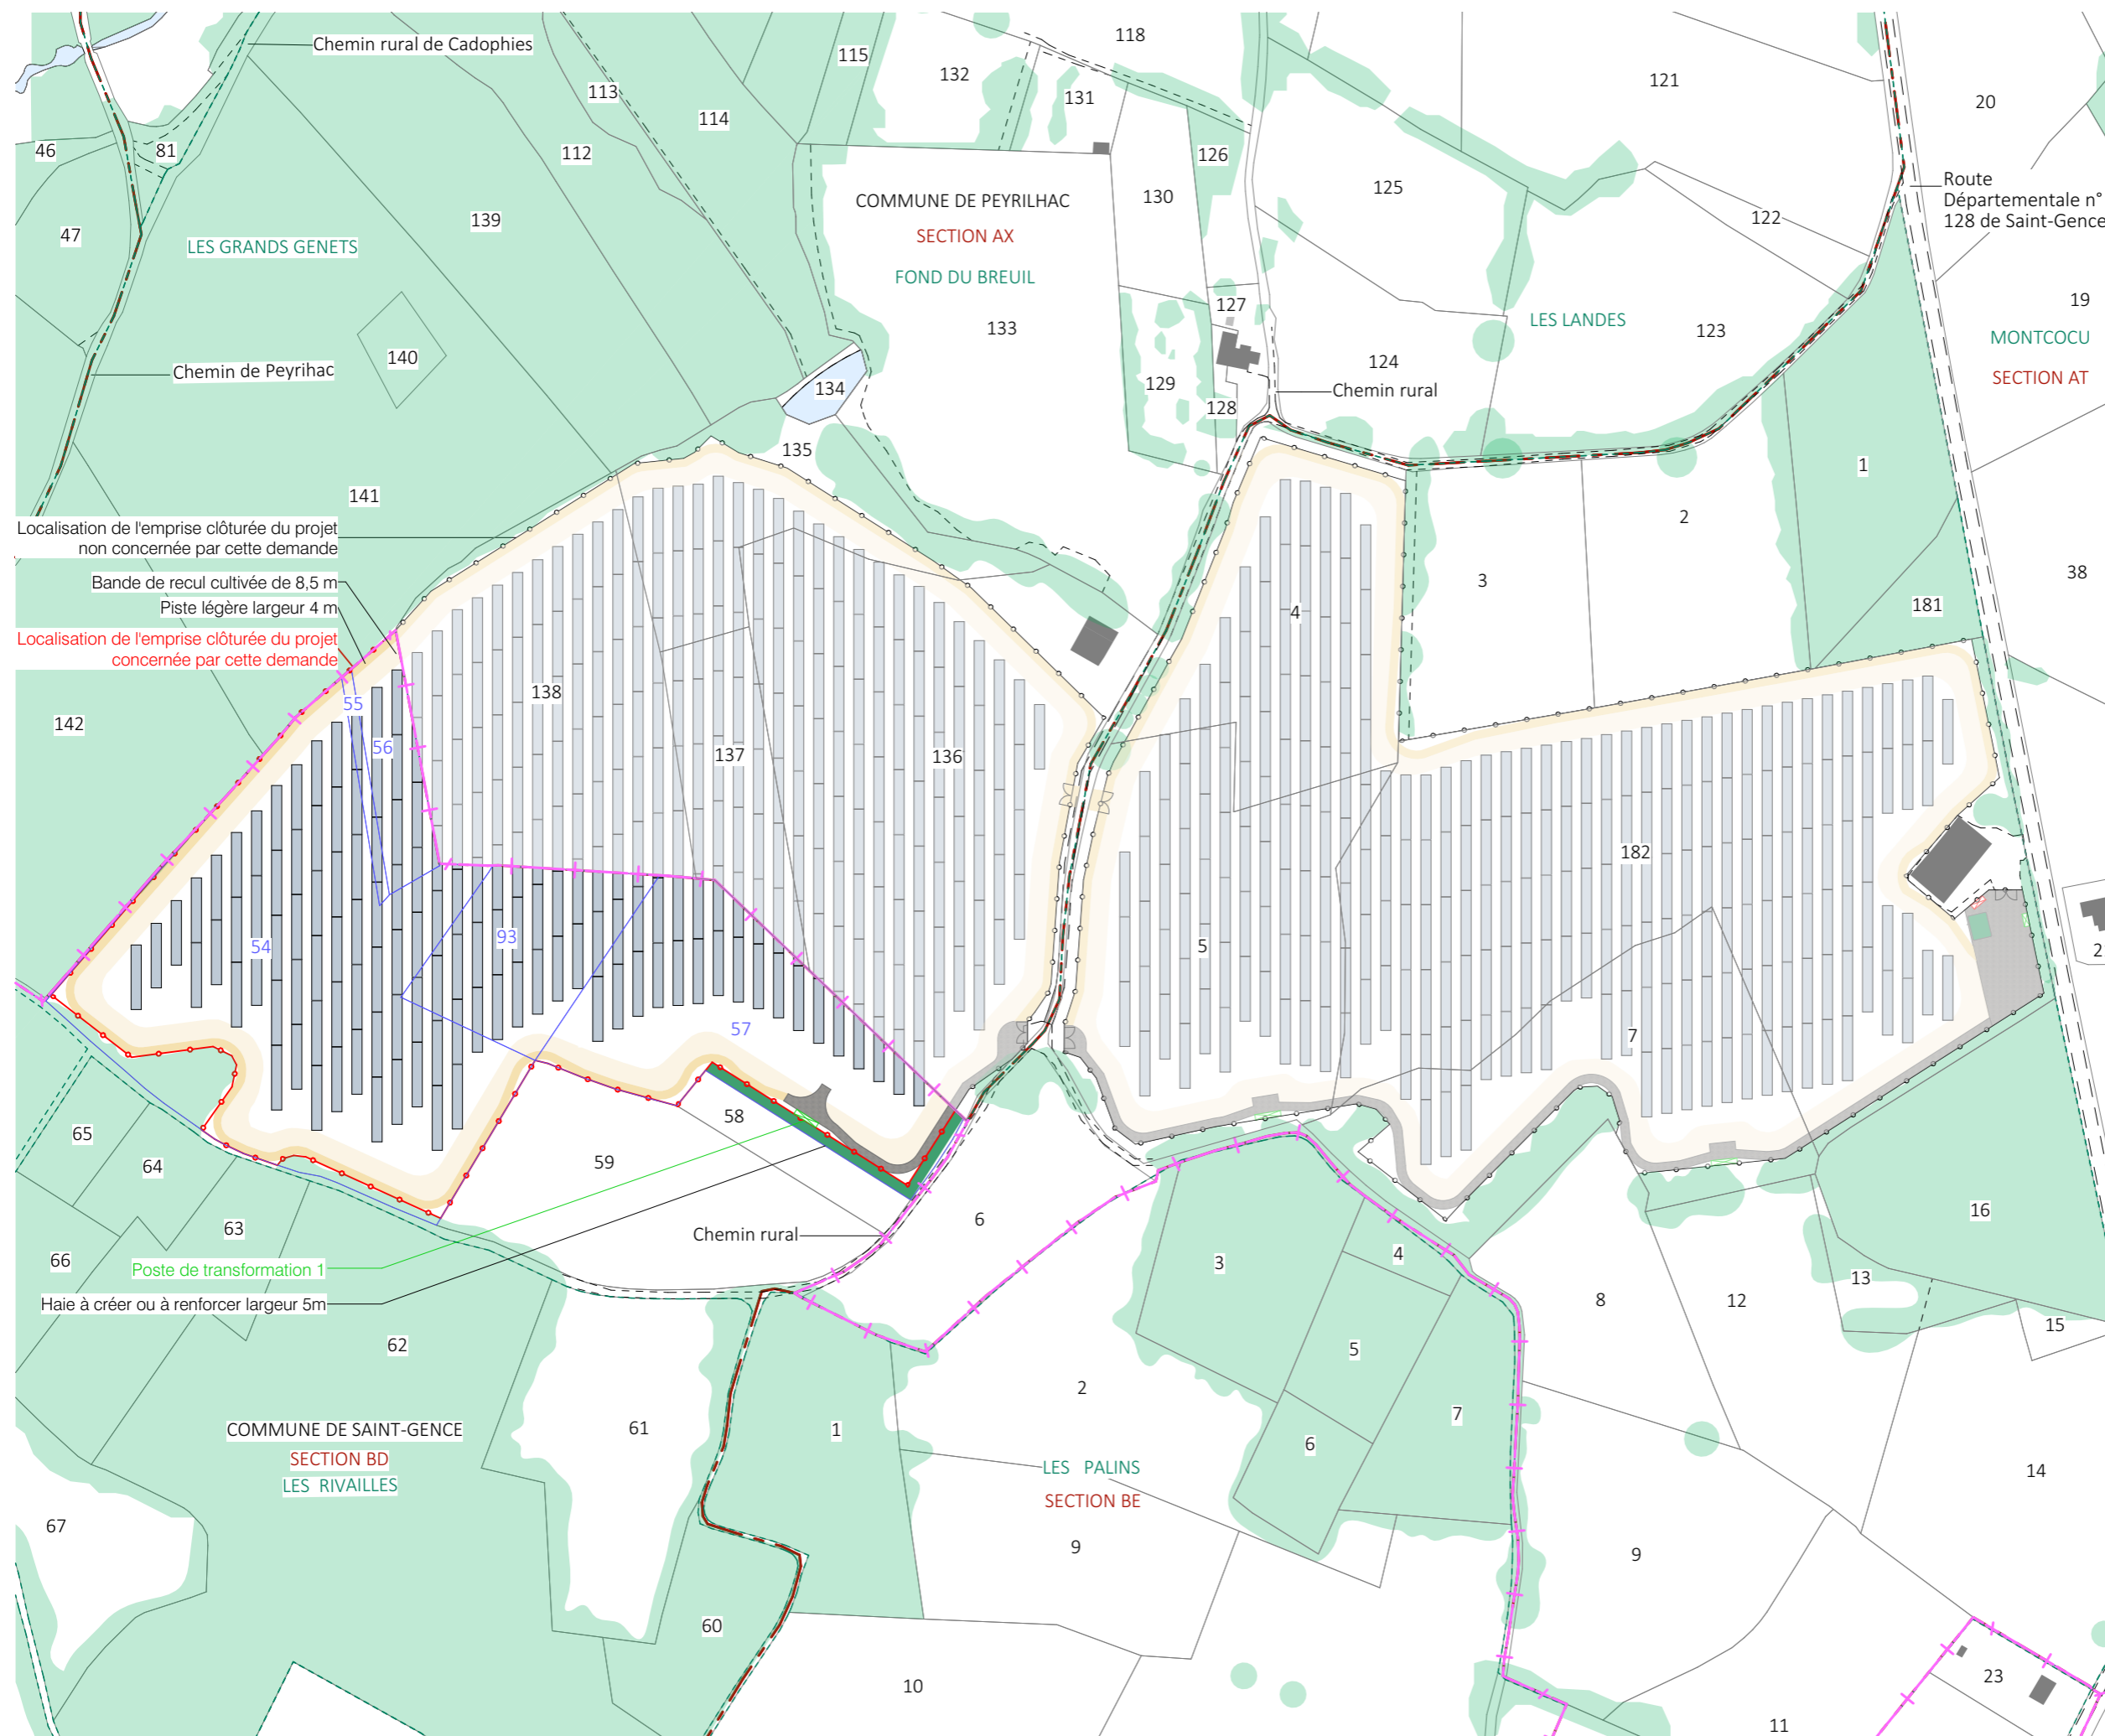 118
Chemin rural de Cadophies
115
132
121
113
131
20
114
46
81
112
126
125
Route
Départementale n°
128 de Saint-Gence
COMMUNE DE PEYRILHAC
130
139
122
47
SECTION AX
LES GRANDS GENETS
FOND DU BREUIL
127
19
133
LES LANDES
123
MONTCOCU
140
124
Chemin de Peyrihac
SECTION AT
134
129
Chemin rural
128
135
1
141
2
Localisation de l'emprise clôturée du projet
non concernée par cette demande
38
3
Bande de recul cultivée de 8,5 m
Piste légère largeur 4 m
181
4
Localisation de l'emprise clôturée du projet
concernée par cette demande
138
55
142
56
137
136
182
54
93
5
2
57
7
58
65
59
64
6
16
63
Chemin rural
4
66
3
Poste de transformation 1
13
8
12
Haie à créer ou à renforcer largeur 5m
15
62
5
2
7
61
1
COMMUNE DE SAINT-GENCE
6
SECTION BD
LES PALINS
14
LES RIVAILLES
SECTION BE
67
9
9
60
23
10
11